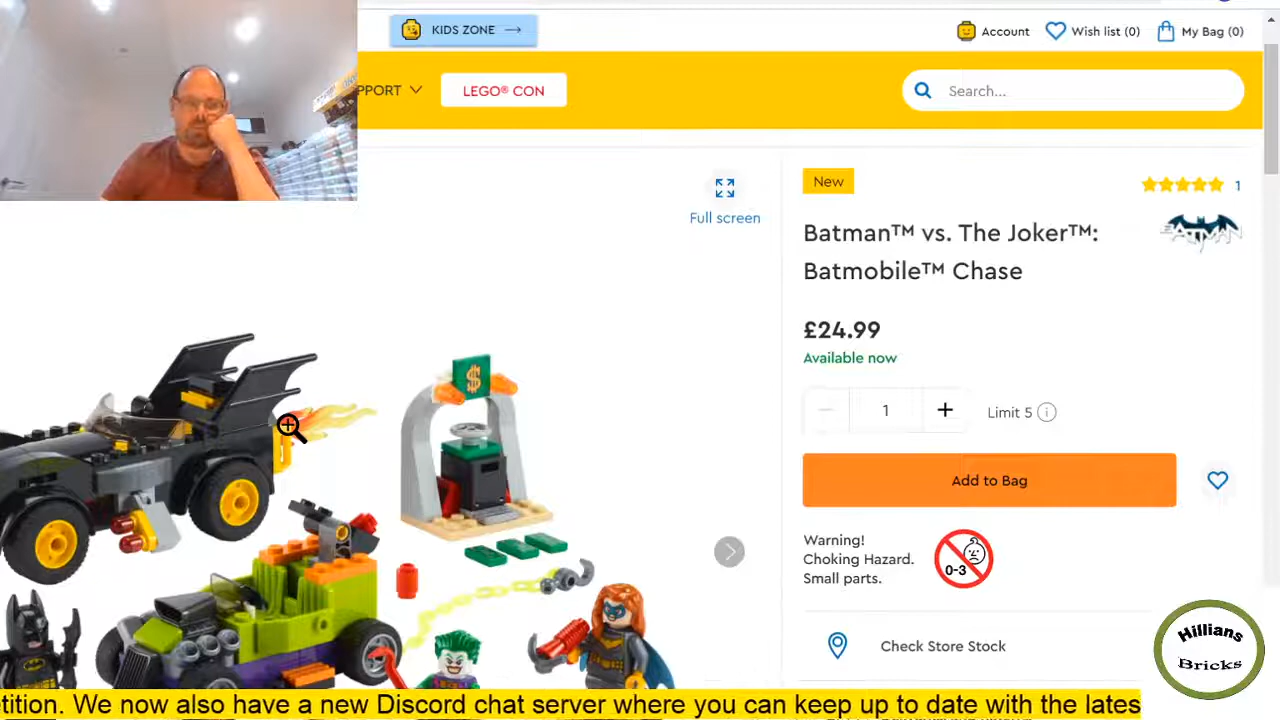 KIDS ZONE
Account
Wish list (0)
My Bag (0)
PPORT
LEGO® CON
Search...
Full screen
New
1
BATMAN
Batman™ vs. The Joker™:
Batmobile™ Chase
£24.99
Available now
1
Limit 5
Add to Bag
$
Warning!
Choking Hazard.
Small parts.
0-3
Check Store Stock
Hillians
Bricks
tition. We now also have a new Discord chat server where you can keep up to date with the lates